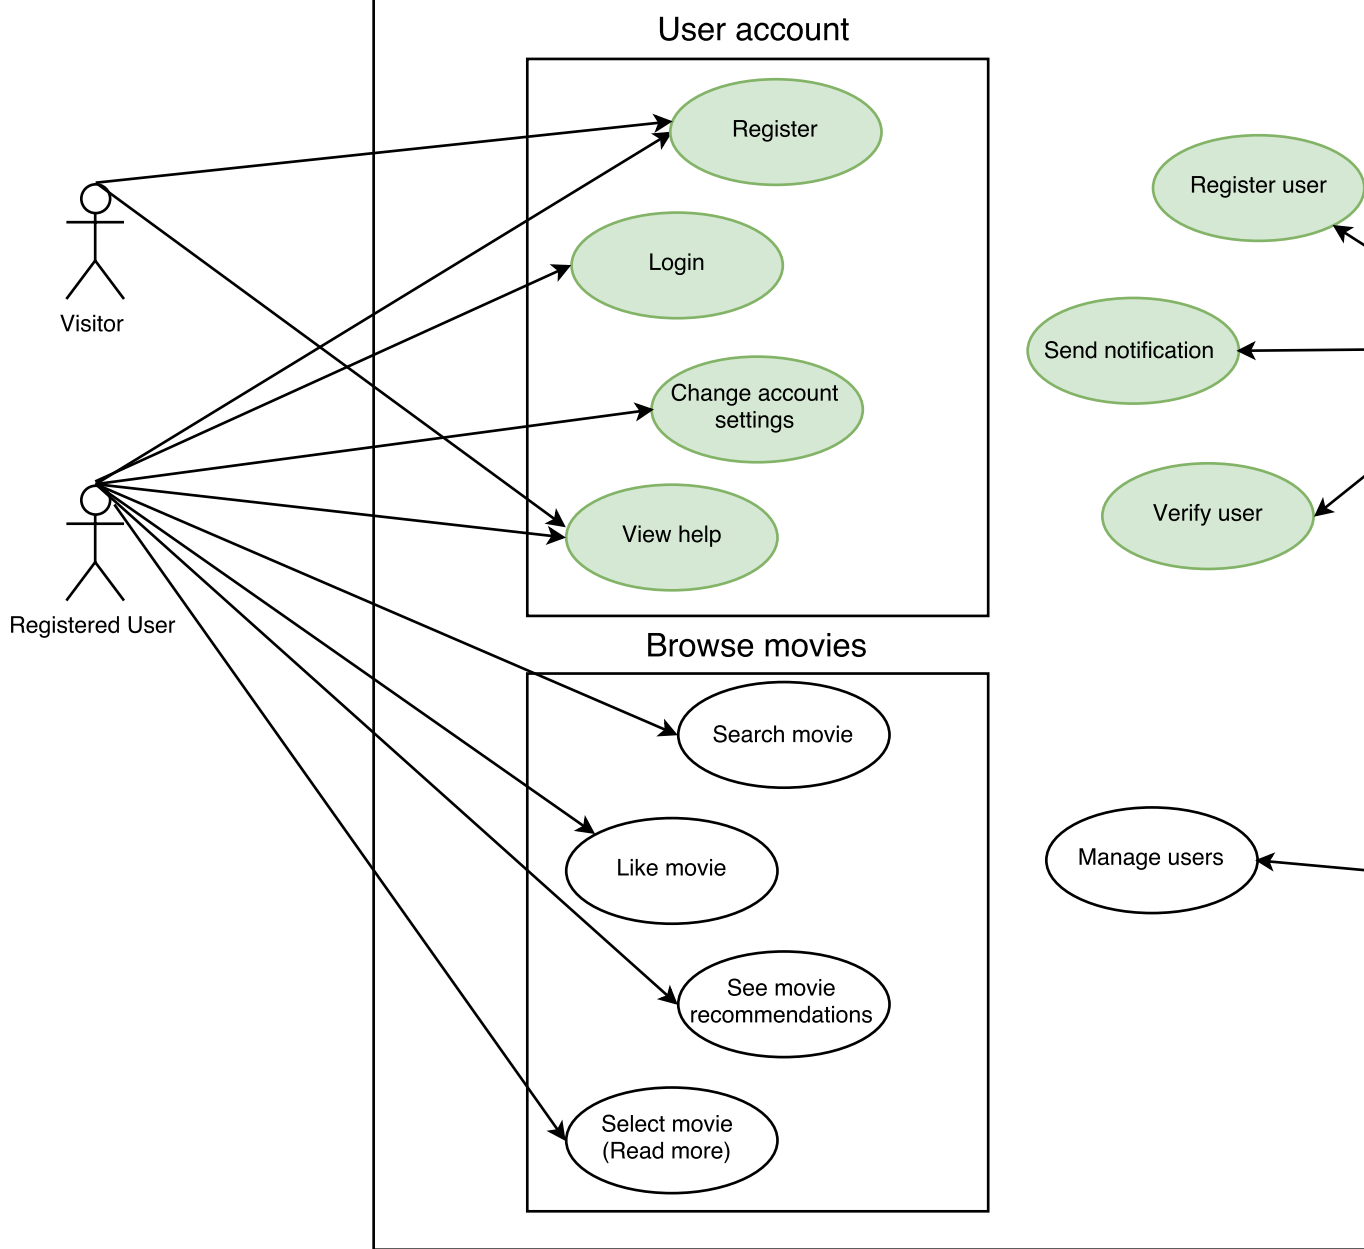 User account
Register
Register user
Login
Visitor
Send notification
Change account
settings
View help
Verify user
Registered User
Browse movies
Search movie
Like movie
Manage users
See movie
recommendations
Select movie
(Read more)